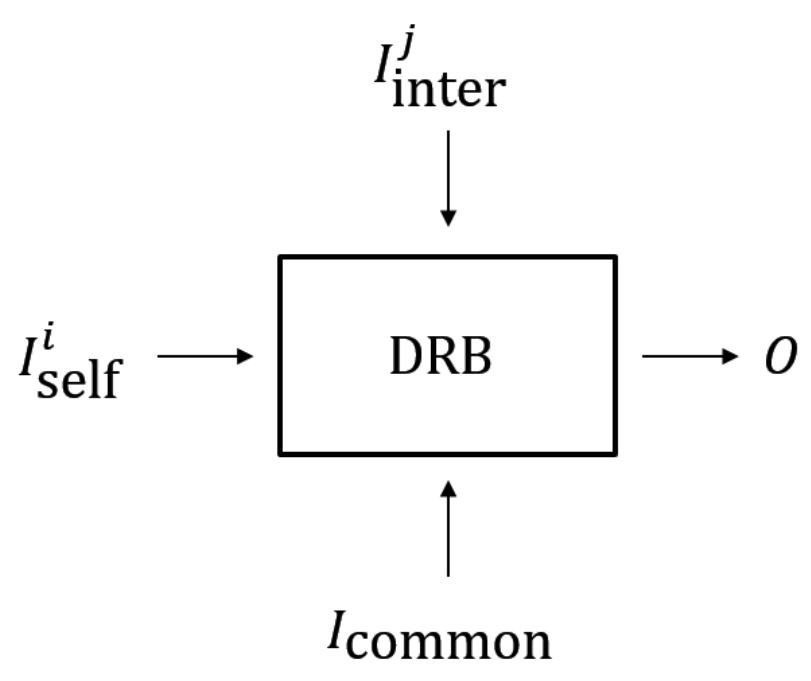 I^j_inter
I^i_self
DRB
O
I_common